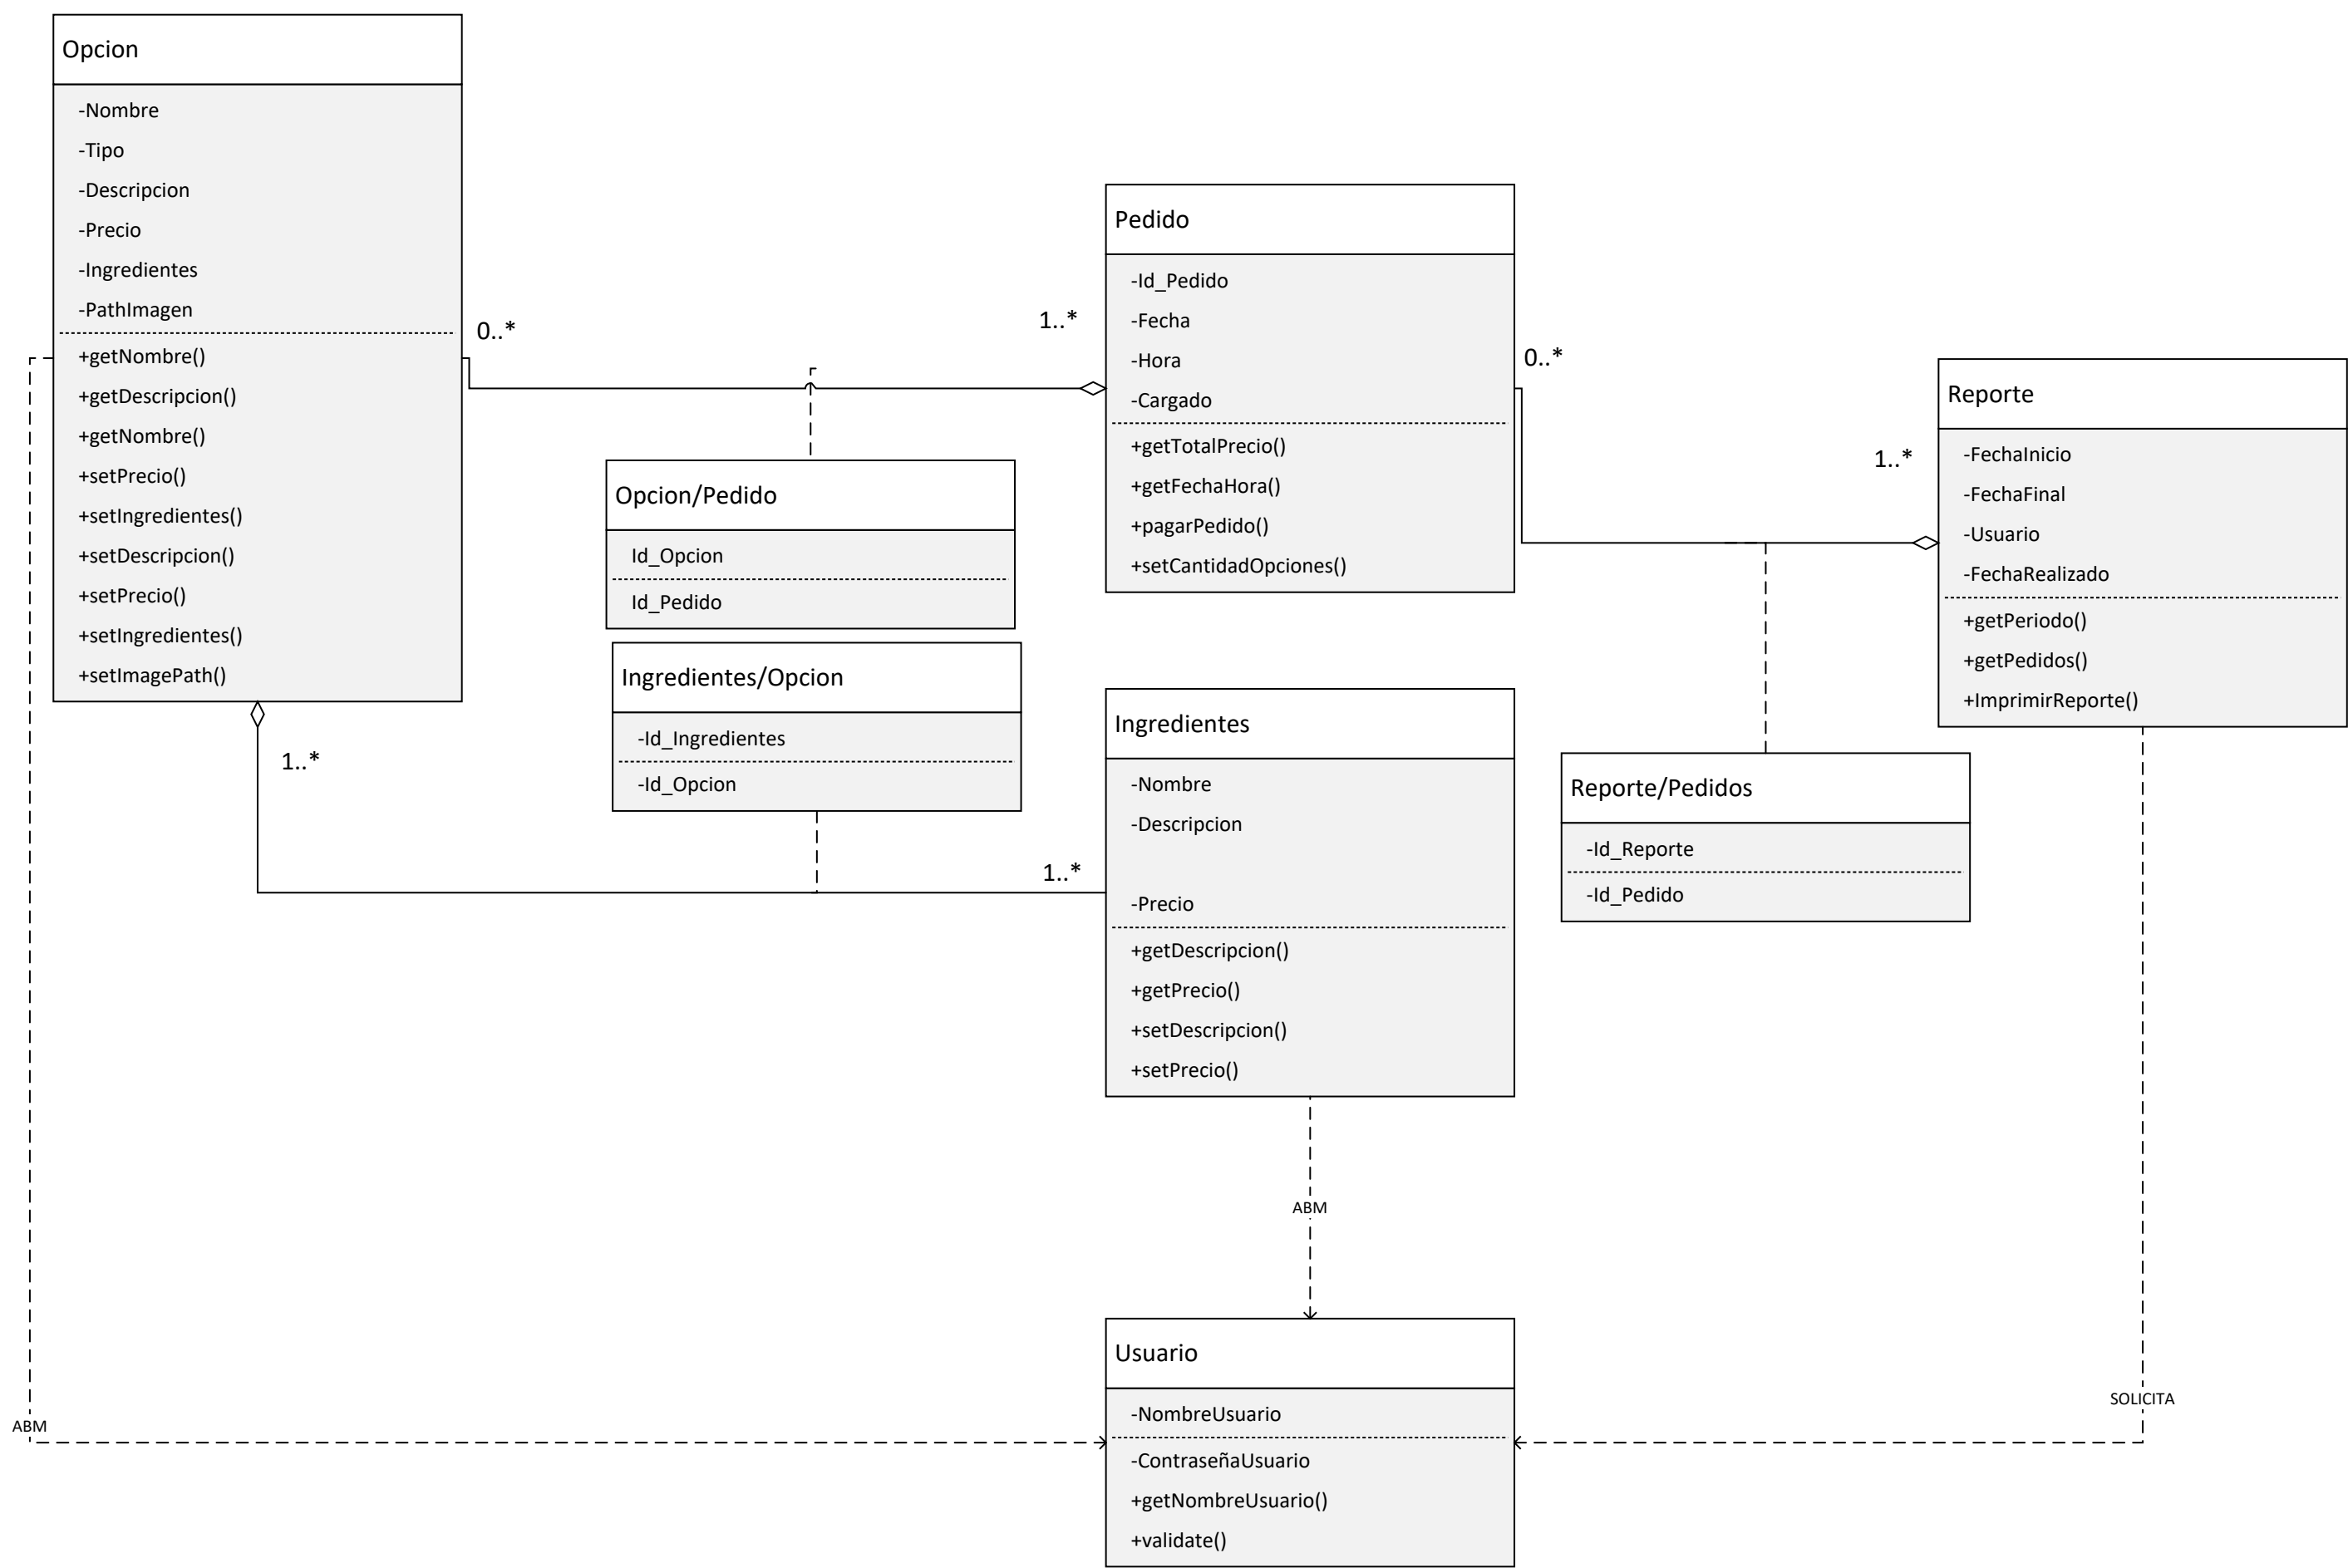 Opcion
-Nombre
-Tipo
-Descripcion
-Precio
-Ingredientes
-PathImagen
+getNombre()
+getDescripcion()
+getNombre()
+setPrecio()
+setIngredientes()
+setDescripcion()
+setPrecio()
+setIngredientes()
+setImagePath()
0..*
1..*
Pedido
-Id_Pedido
-Fecha
-Hora
-Cargado
+getTotalPrecio()
+getFechaHora()
+pagarPedido()
+setCantidadOpciones()
0..*
1..*
Reporte
-FechaInicio
-FechaFinal
-Usuario
-FechaRealizado
+getPeriodo()
+getPedidos()
+ImprimirReporte()
Opcion/Pedido
Id_Opcion
Id_Pedido
Ingredientes/Opcion
-Id_Ingredientes
-Id_Opcion
1..*
1..*
Ingredientes
-Nombre
-Descripcion
-Precio
+getDescripcion()
+getPrecio()
+setDescripcion()
+setPrecio()
Reporte/Pedidos
-Id_Reporte
-Id_Pedido
ABM
Usuario
-NombreUsuario
-ContraseñaUsuario
+getNombreUsuario()
+validate()
ABM
SOLICITA